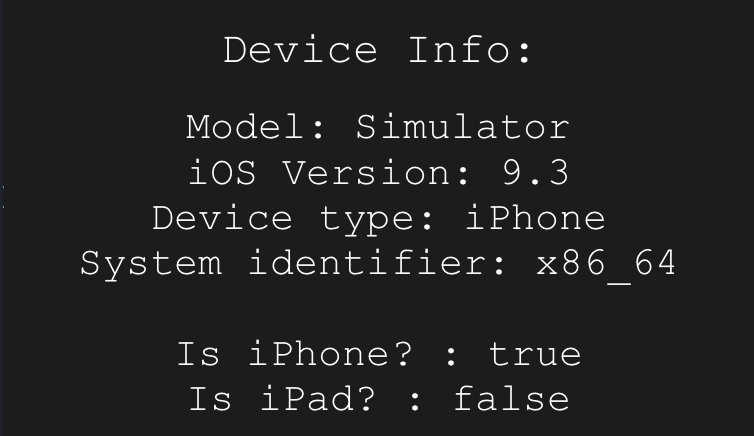 Device Info:
Model: Simulator
iOS Version: 9.3
Device type: iPhone
System identifier: x86_64
Is iPhone? : true
Is iPad? : false